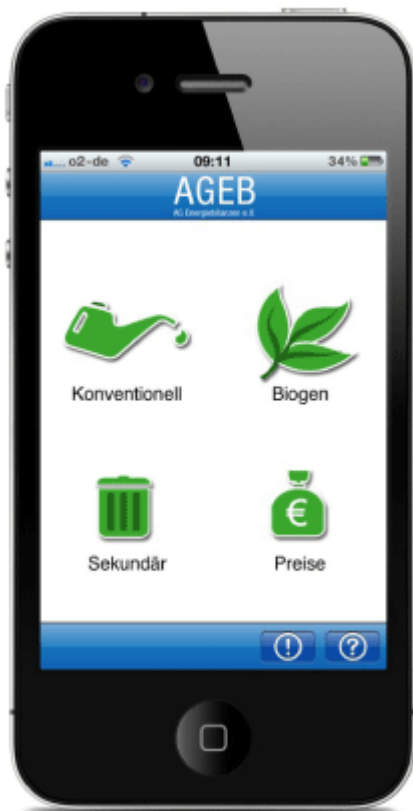 o2-de 09:11 34%
AGEB
AG Energiebilanzen e.V.
Konventionell Biogen
€
Sekundär Preise
! ?